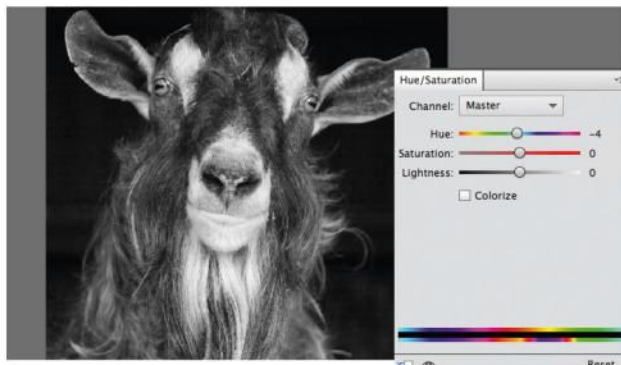 Hue/Saturation
Channel: Master
Hue: -4
Saturation: 0
Lightness: 0
Colorize
Reset